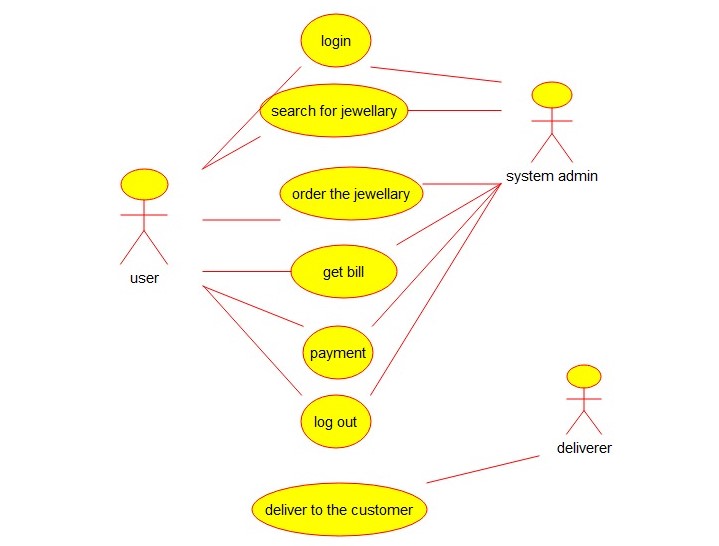 login
search for jewellary
system admin
order the jewellary
user
get bill
payment
log out
deliverer
deliver to the customer